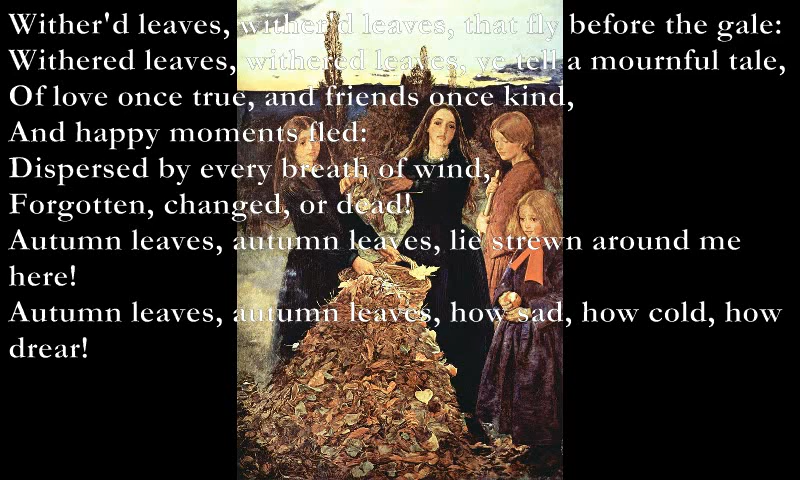 Wither'd leaves, wither'd leaves, that fly before the gale:
Withered leaves, withered leaves, ye tell a mournful tale,
Of love once true, and friends once kind,
And happy moments fled:
Dispersed by every breath of wind,
Forgotten, changed, or dead!
Autumn leaves, autumn leaves, lie strewn around me
here!
Autumn leaves, autumn leaves, how sad, how cold, how
drear!